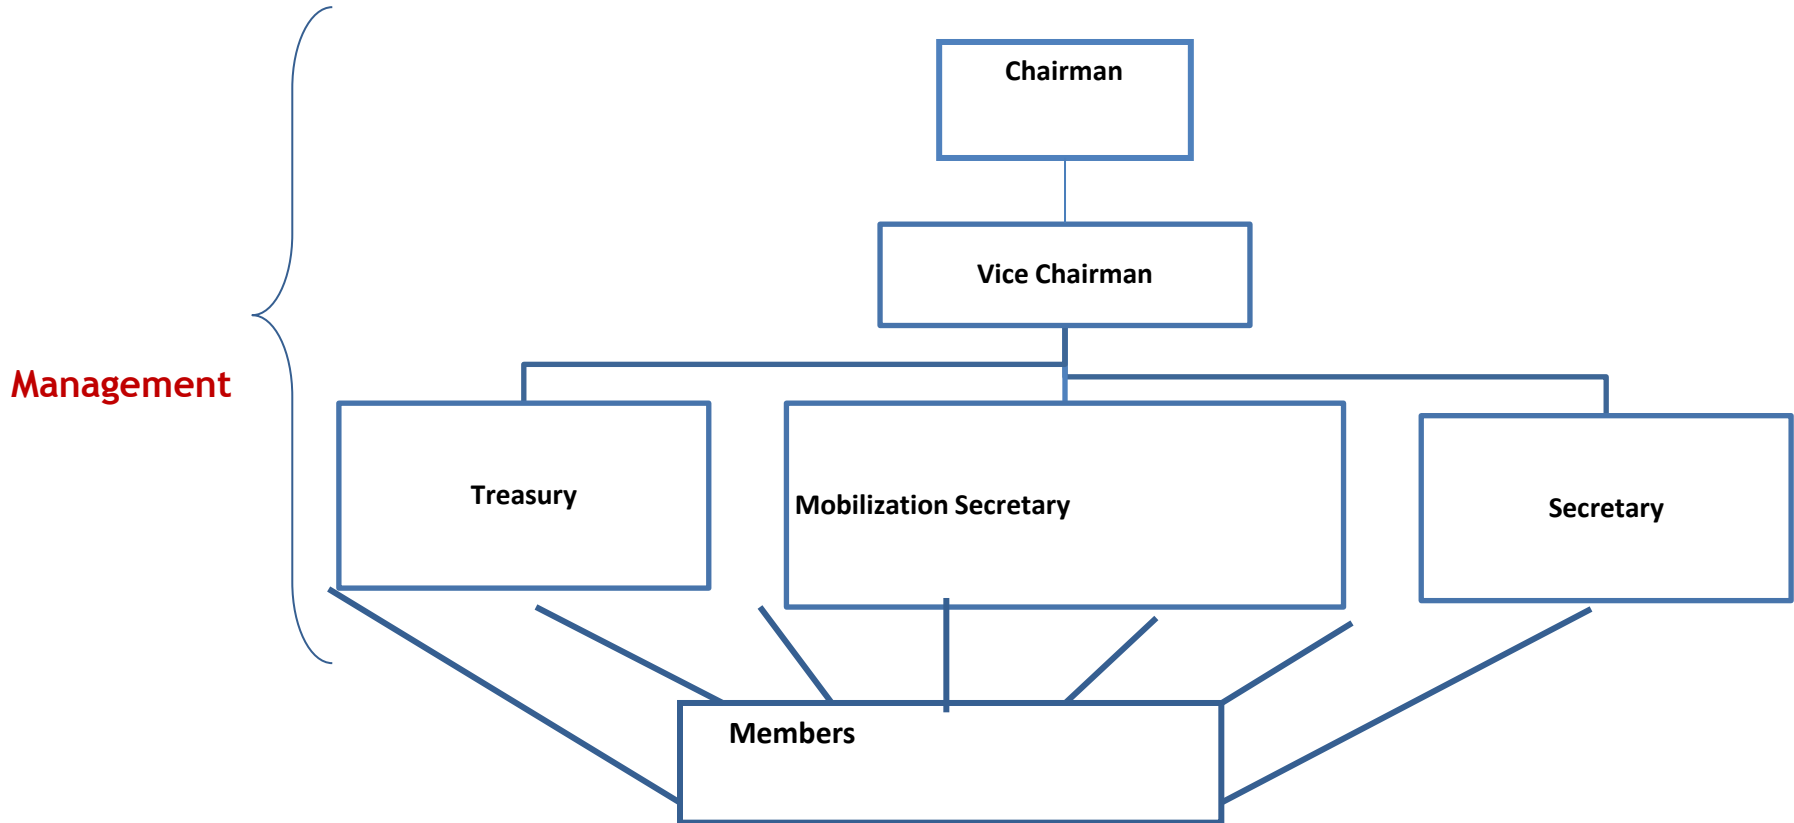 Chairman
Vice Chairman
Management
Treasury
Mobilization Secretary
Secretary
Members